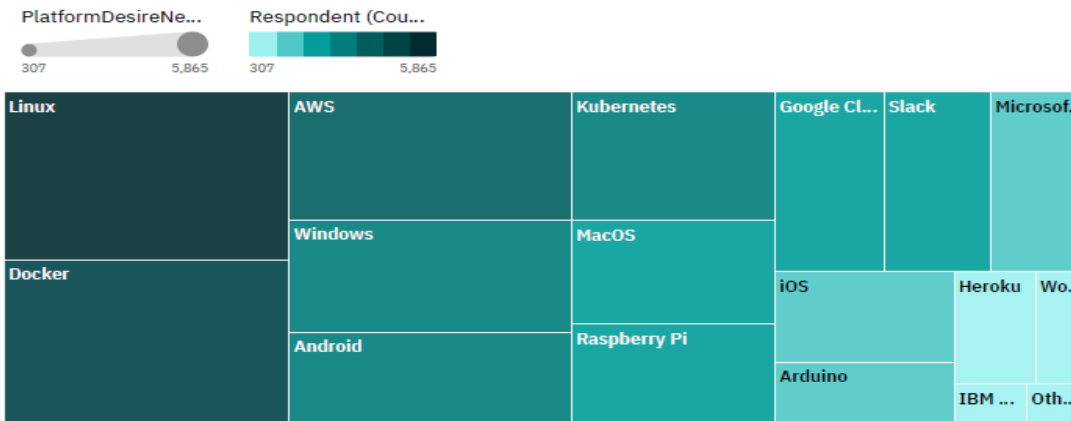 PlatformDesireNe... Respondent (Cou...
307 5,865 307 5,865
Linux AWS Kubernetes Google Cl... Slack Microsof.
Windows MacOS
Docker iOS Heroku Wo.
Android Raspberry Pi
Arduino IBM ... Oth..